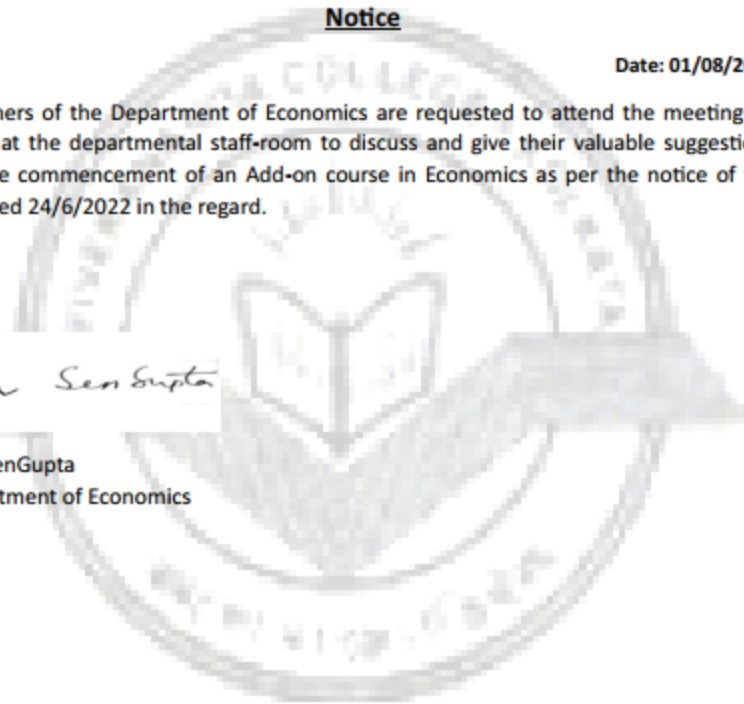 Notice
Date: 01/08/2
ners of the Department of Economics are requested to attend the meeting
at the departmental staff-room to discuss and give their valuable suggesti
e commencement of an Add-on course in Economics as per the notice of
ed 24/6/2022 in the regard.
Sen Gupta
enGupta
tment of Economics